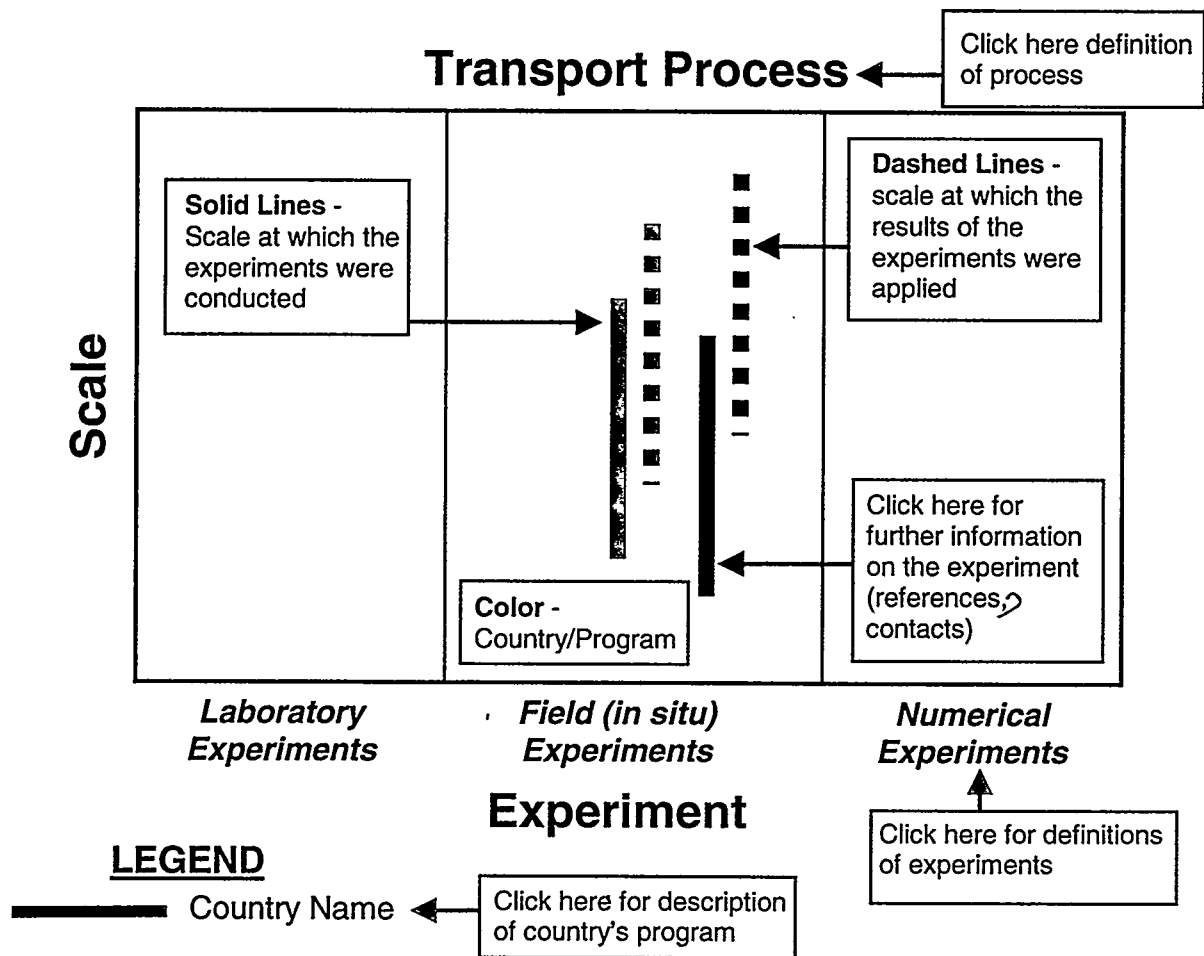 Click here definition
of process
Transport Process
Solid Lines -
Scale at which the
experiments were
conducted
Dashed Lines -
scale at which the
results of the
experiments were
applied
Scale
Click here for
further information
on the experiment
(references,
contacts)
Color -
Country/Program
Laboratory
Experiments
Field (in situ)
Experiments
Numerical
Experiments
Experiment
Click here for definitions
of experiments
LEGEND
Country Name
Click here for description
of country's program